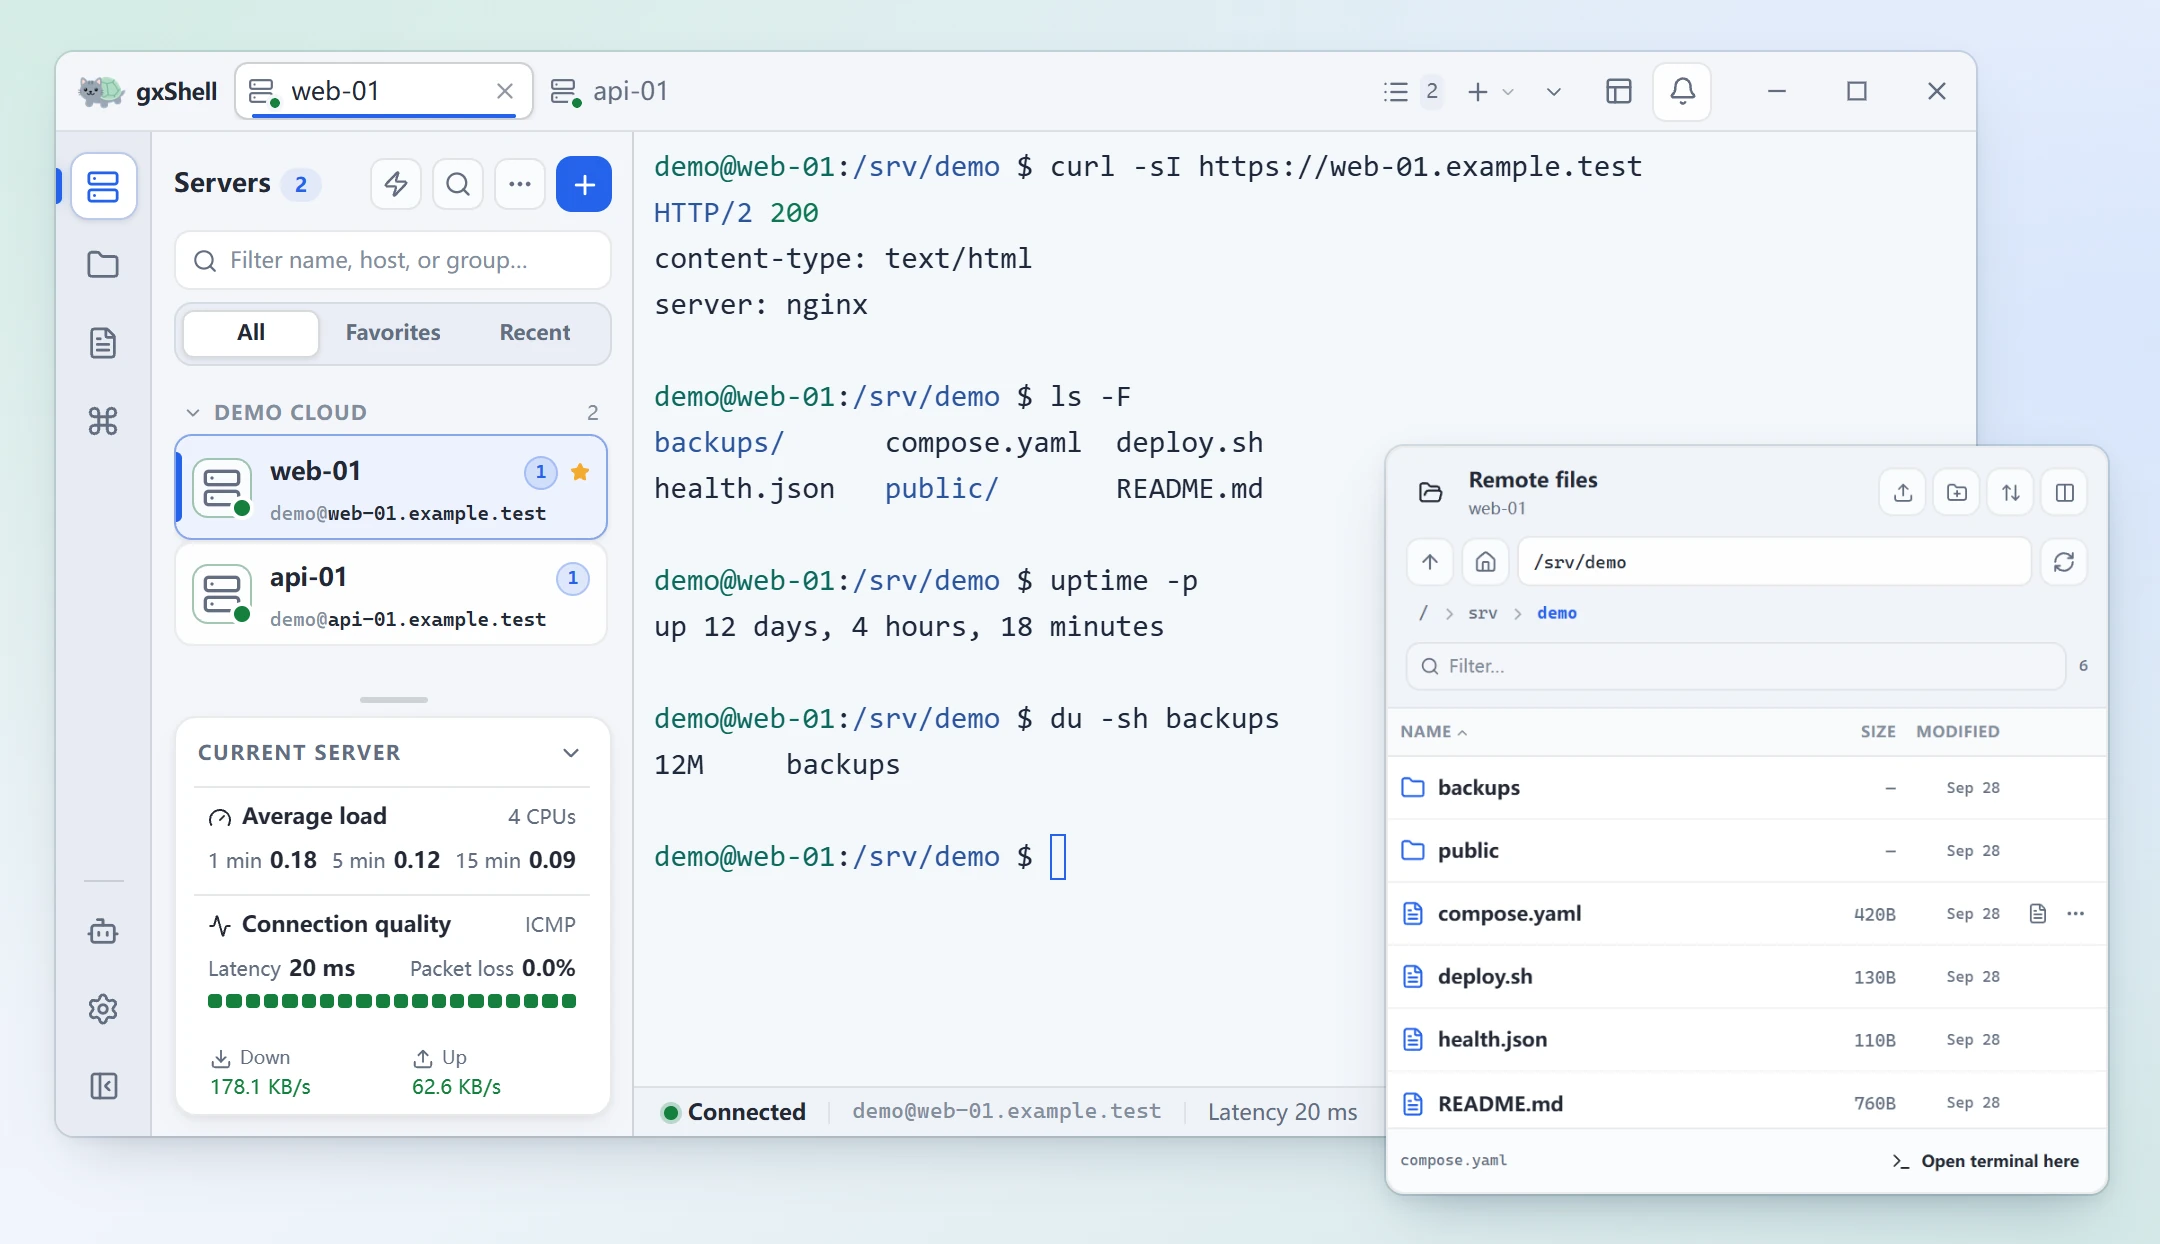 gxShell
web-01
api-01
2
Servers 2
Filter name, host, or group...
All Favorites Recent
DEMO CLOUD 2
web-01 1
demo@web-01.example.test
api-01 1
demo@api-01.example.test
CURRENT SERVER
Average load 4 CPUs
1 min 0.18 5 min 0.12 15 min 0.09
Connection quality ICMP
Latency 20 ms Packet loss 0.0%
Down Up
178.1 KB/s 62.6 KB/s
demo@web-01:/srv/demo $ curl -sI https://web-01.example.test
HTTP/2 200
content-type: text/html
server: nginx
demo@web-01:/srv/demo $ ls -F
backups/ compose.yaml deploy.sh
health.json public/ README.md
demo@web-01:/srv/demo $ uptime -p
up 12 days, 4 hours, 18 minutes
demo@web-01:/srv/demo $ du -sh backups
12M backups
demo@web-01:/srv/demo $
Connected demo@web-01.example.test Latency 20 ms
Remote files
web-01
/srv/demo
/ > srv > demo
Filter... 6
NAME SIZE MODIFIED
backups – Sep 28
public – Sep 28
compose.yaml 420B Sep 28
deploy.sh 130B Sep 28
health.json 110B Sep 28
README.md 760B Sep 28
compose.yaml Open terminal here